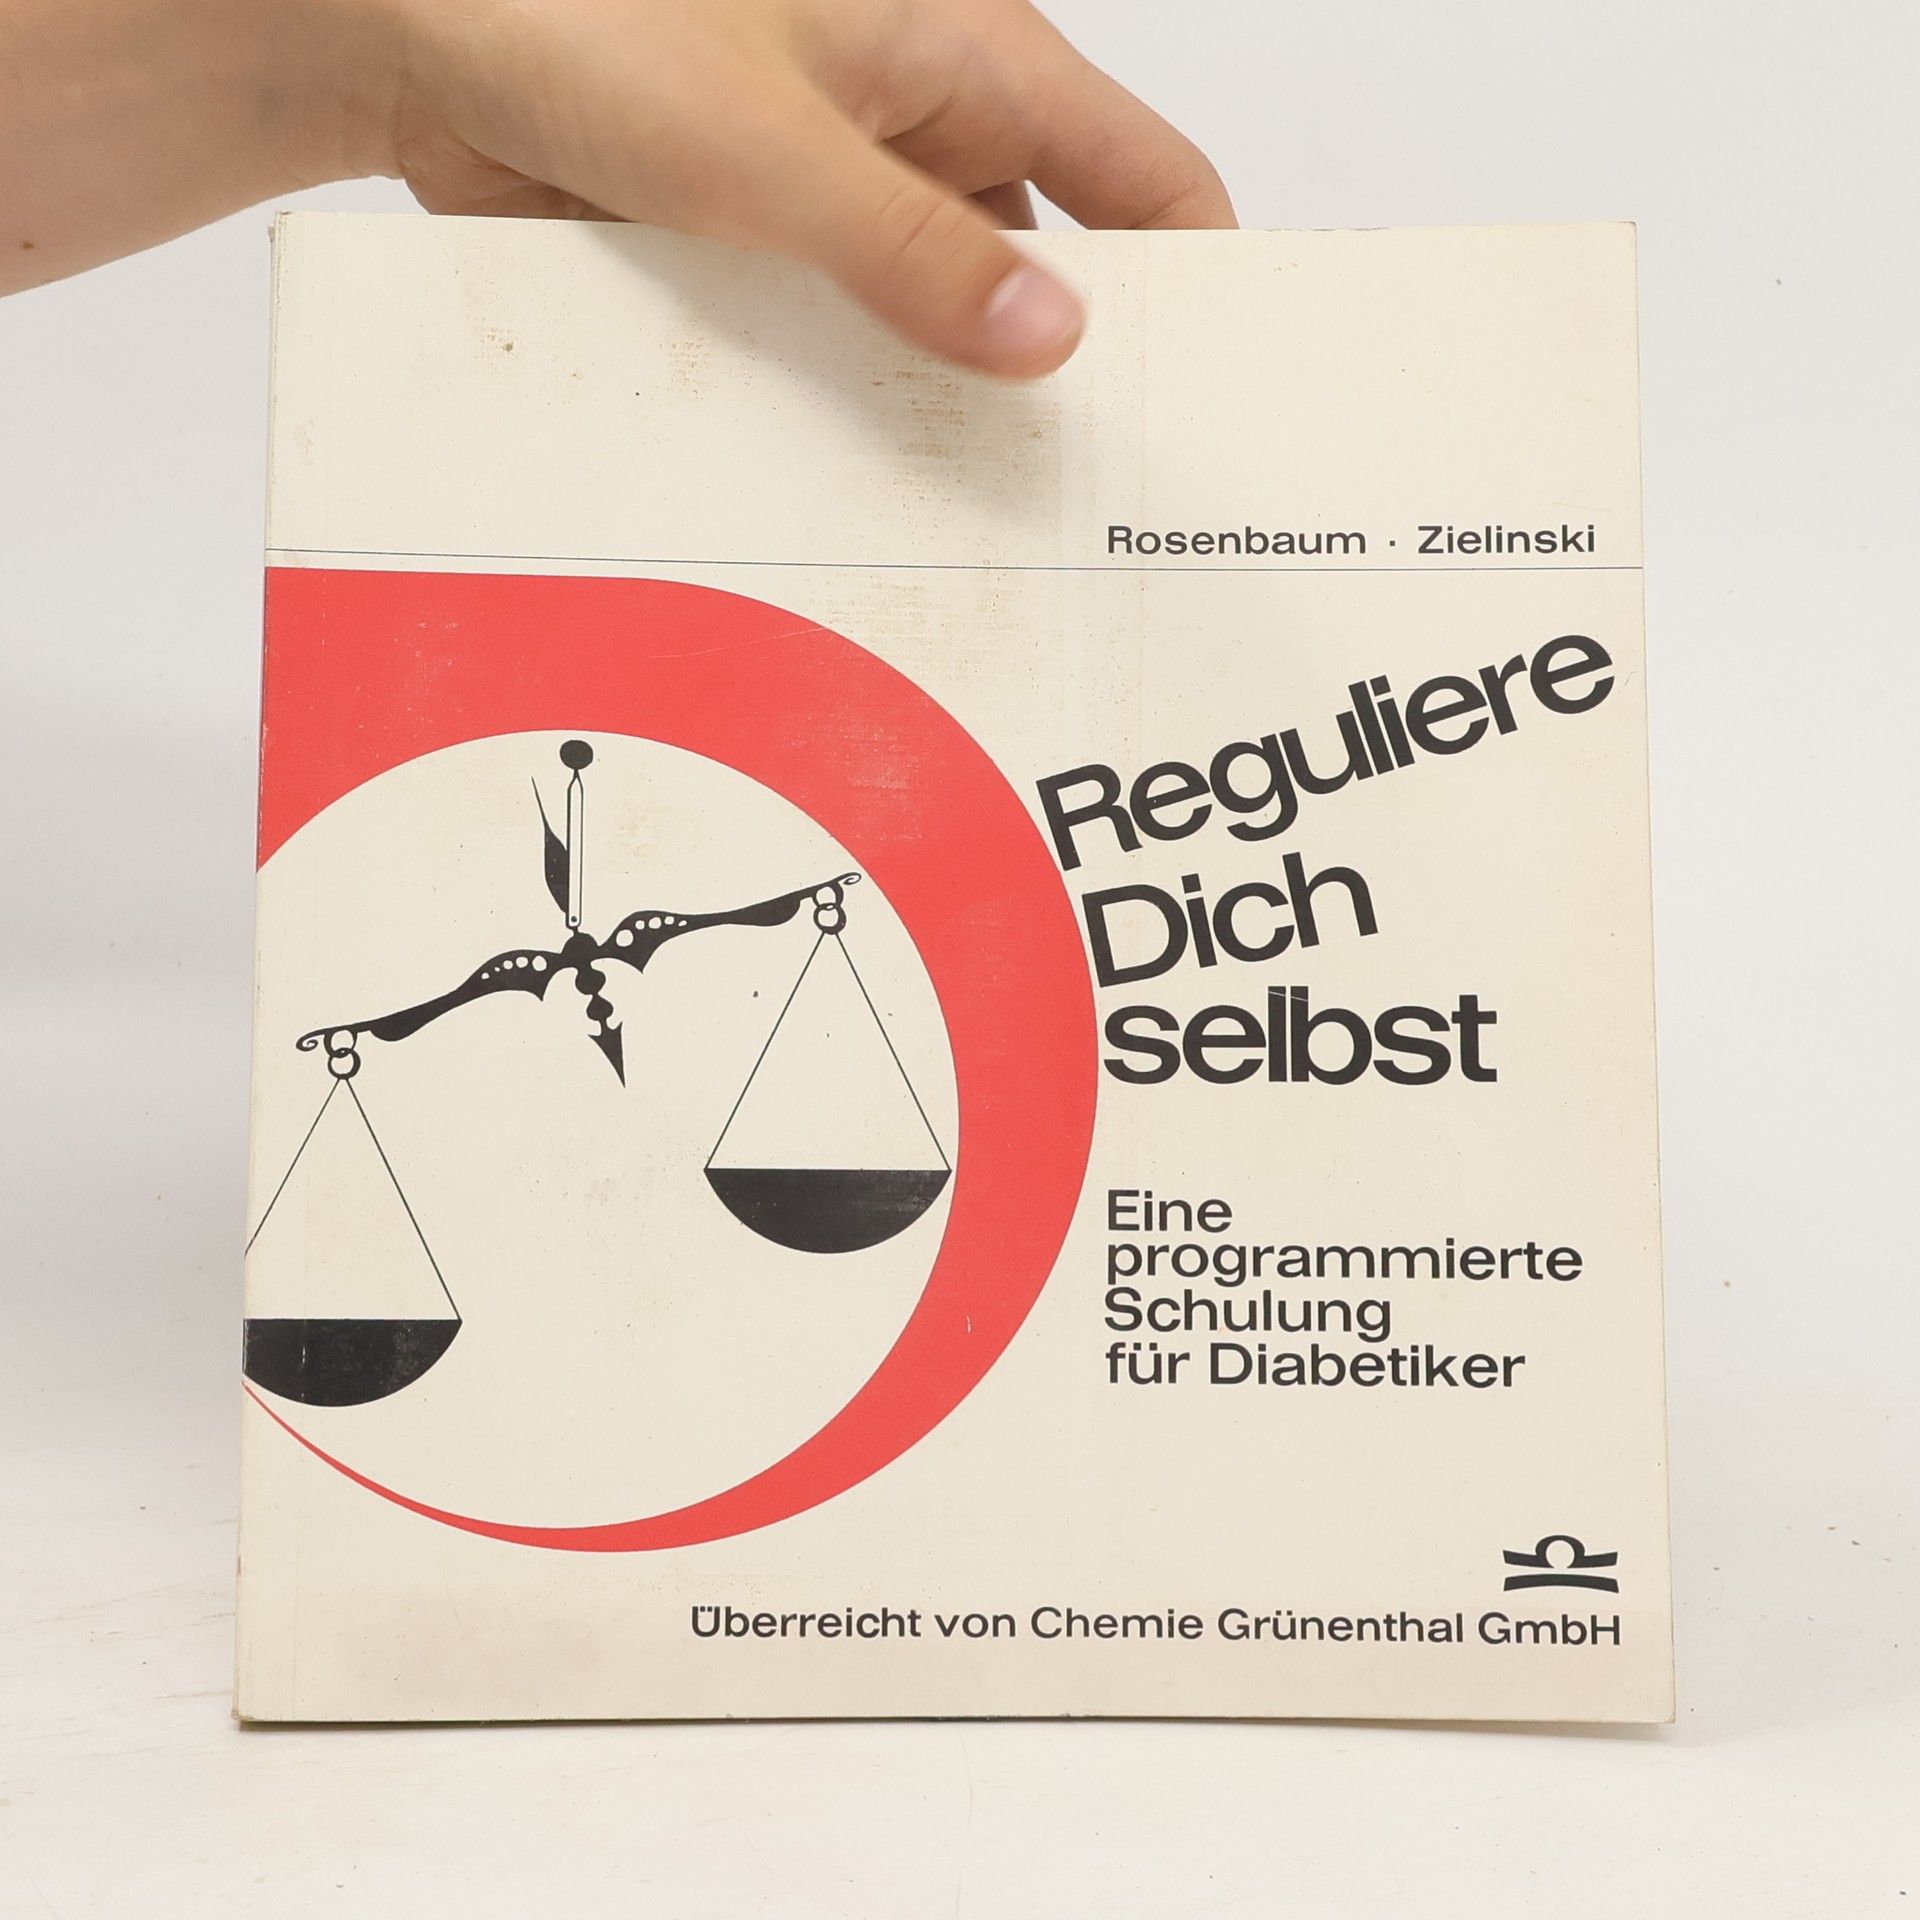 Rosenbaum · Zielinski
Reguliere
Dich
selbst
Eine
programmierte
Schulung
für Diabetiker
Überreicht von Chemie Grünenthal GmbH